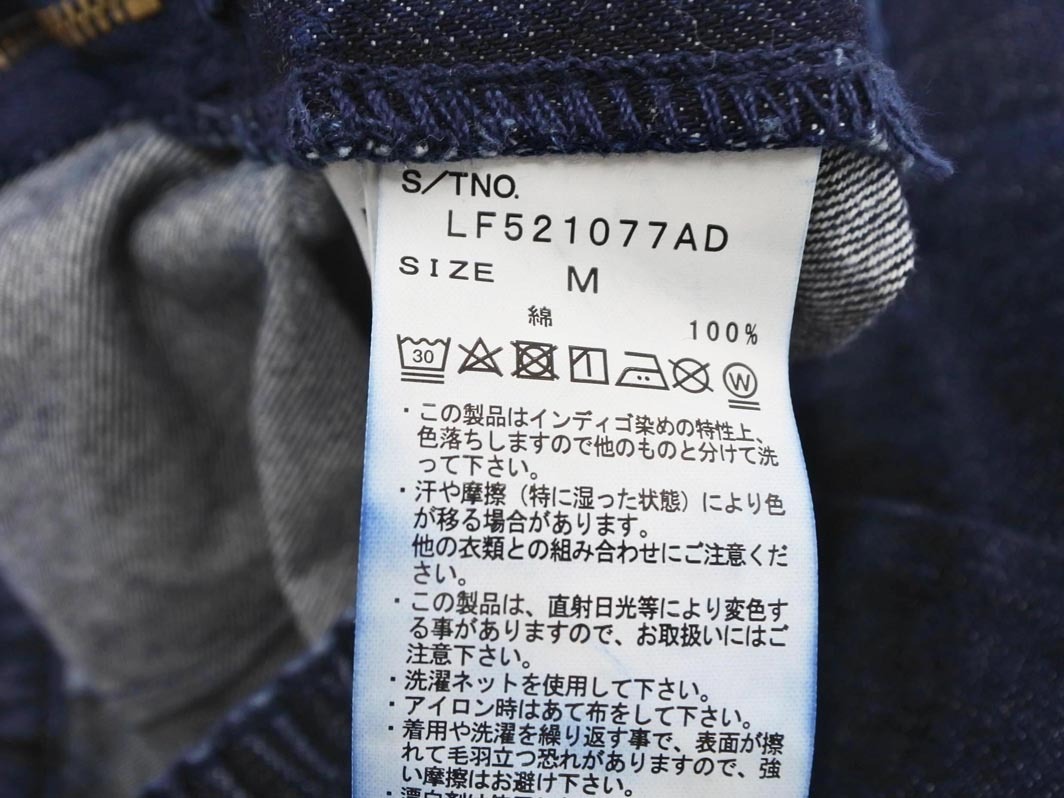 S/TNO.
LF521077AD
SIZE M
綿 100%
30 W
・この製品はインディゴ染めの特性上、
色落ちしますので他のものと分けて洗
って下さい。
・汗や摩擦（特に湿った状態）により色
が移る場合があります。
他の衣類との組み合わせにご注意くだ
さい。
・この製品は、直射日光等により変色す
る事がありますので、お取扱いにはご
注意下さい。
・洗濯ネットを使用して下さい。
・アイロン時はあて布をして下さい。
・着用や洗濯を繰り返す事で、表面が擦
れて毛羽立つ恐れがありますので、強
い摩擦はお避け下さい。